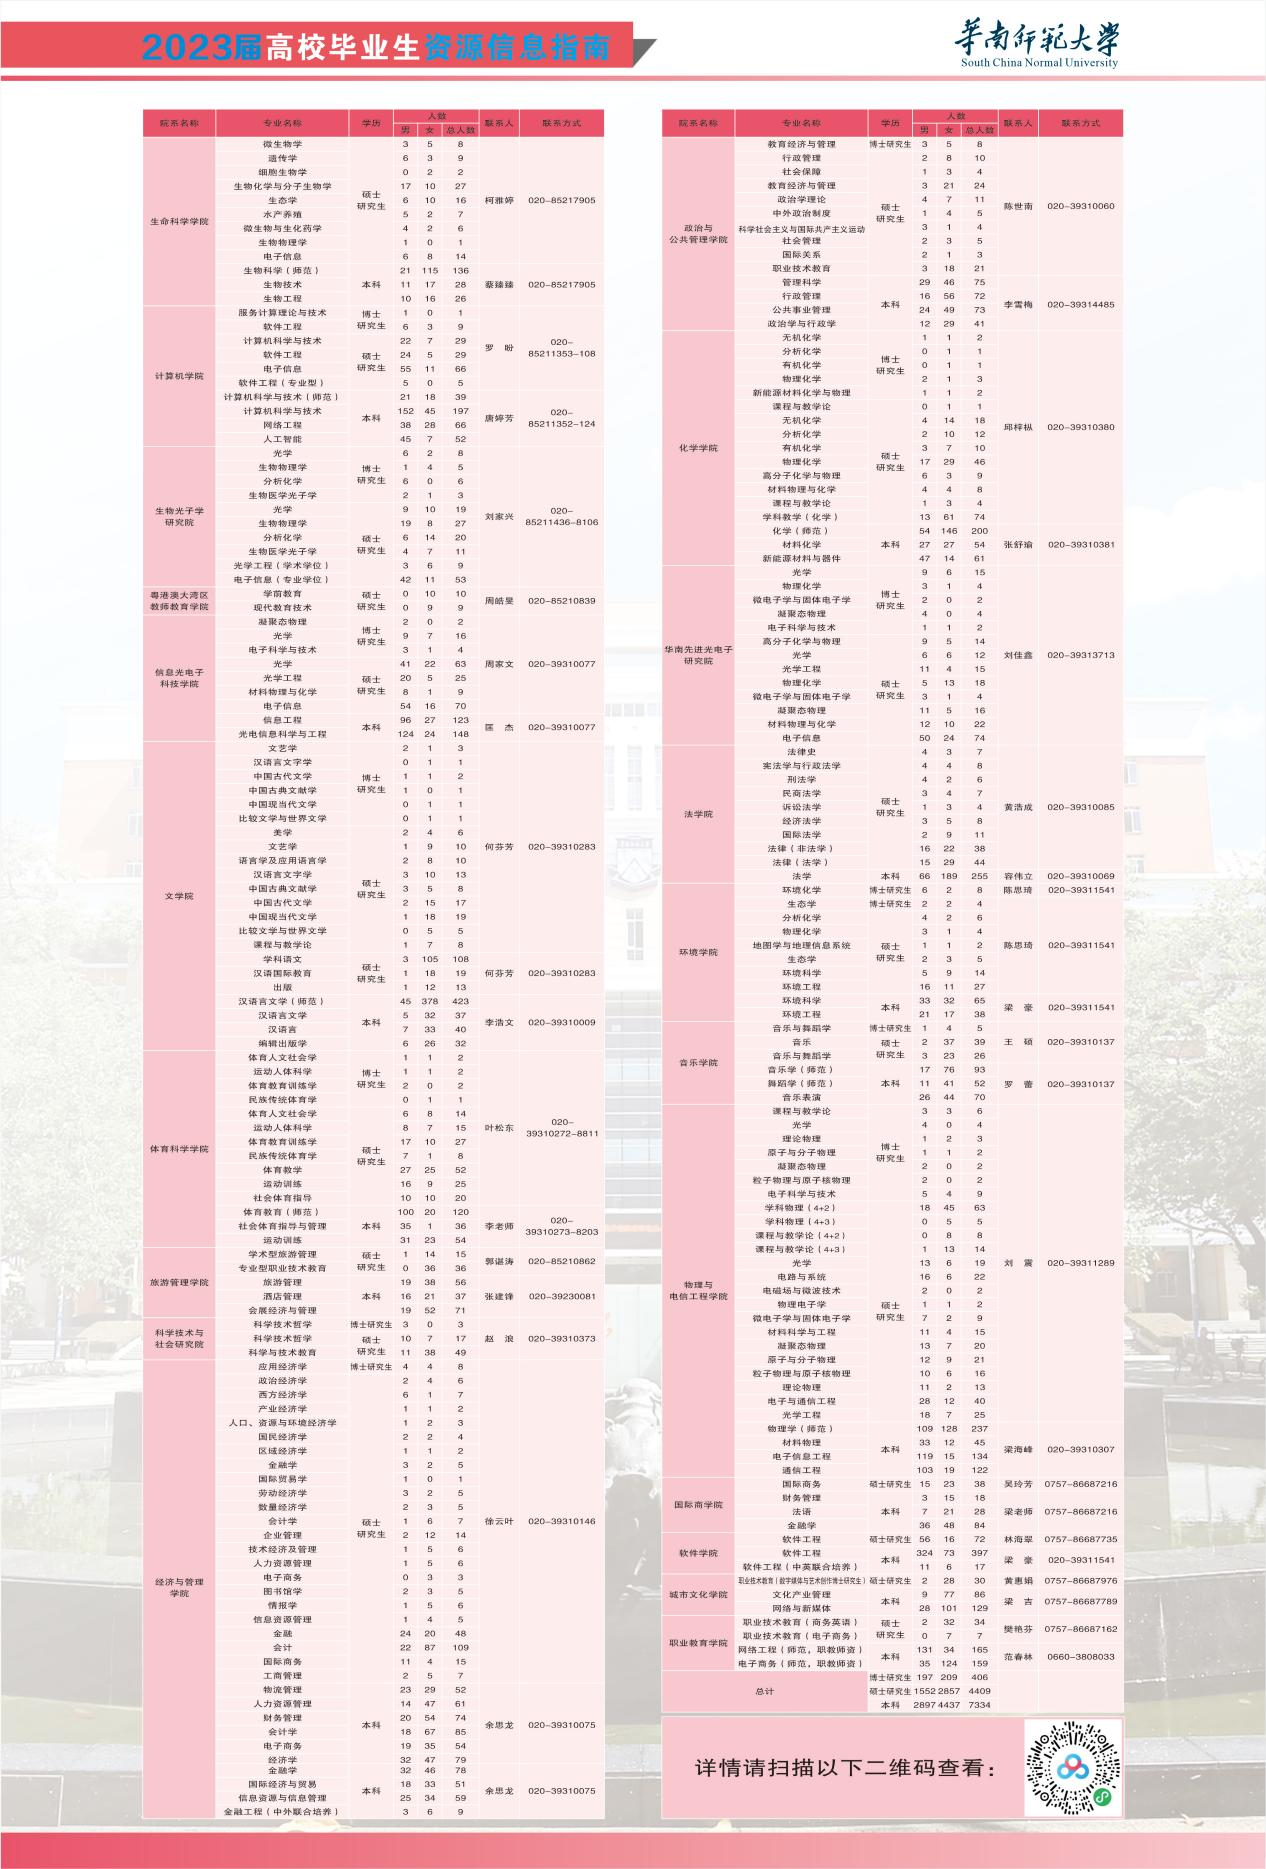 2023届高校毕业生资源信息指南
華南師範大學
South China Normal University
院系名称 专业名称 学历 人数 联系人 联系方式
男 女 总人数
生命科学学院 硕士研究生 柯雅婷 020-85217905
微生物学 3 5 8
遗传学 6 3 9
细胞生物学 0 2 2
生物化学与分子生物学 17 10 27
生态学 6 10 16
水产养殖 5 2 7
微生物与生化药学 4 2 6
生物物理学 1 0 1
电子信息 6 8 14
本科 蔡臻臻 020-85217905
生物科学（师范） 21 115 136
生物技术 11 17 28
生物工程 10 16 26
计算机学院 博士研究生 罗 盼 020-85211353-108
服务计算理论与技术 1 0 1
软件工程 6 3 9
硕士研究生
计算机科学与技术 22 7 29
软件工程 24 5 29
电子信息 55 11 66
软件工程（专业型） 5 0 5
本科 唐婷芳 020-85211352-124
计算机科学与技术（师范） 21 18 39
计算机科学与技术 152 45 197
网络工程 38 28 66
人工智能 45 7 52
生物光子学研究院 博士研究生 刘家兴 020-85211436-8106
光学 6 2 8
生物物理学 1 4 5
分析化学 6 0 6
生物医学光子学 2 1 3
硕士研究生
光学 9 10 19
生物物理学 19 8 27
分析化学 6 14 20
生物医学光子学 4 7 11
光学工程（学术学位） 3 6 9
电子信息（专业学位） 42 11 53
粤港澳大湾区教师教育学院 硕士研究生 周皓旻 020-85210839
学前教育 0 10 10
现代教育技术 0 9 9
信息光电子科技学院 博士研究生 周家文 020-39310077
凝聚态物理 2 0 2
光学 9 7 16
电子科学与技术 3 1 4
硕士研究生
光学 41 22 63
光学工程 20 5 25
材料物理与化学 8 1 9
电子信息 54 16 70
本科 匡 杰 020-39310077
信息工程 96 27 123
光电信息科学与工程 124 24 148
文学院 博士研究生 何芬芳 020-39310283
文艺学 2 1 3
汉语言文字学 0 1 1
中国古代文学 1 1 2
中国古典文献学 1 0 1
中国现当代文学 0 1 1
比较文学与世界文学 0 1 1
硕士研究生
美学 2 4 6
文艺学 1 9 10
语言学及应用语言学 2 8 10
汉语言文字学 3 10 13
中国古典文献学 3 5 8
中国古代文学 2 15 17
中国现当代文学 1 18 19
比较文学与世界文学 0 5 5
课程与教学论 1 7 8
硕士研究生 何芬芳 020-39310283
学科语文 3 105 108
汉语国际教育 1 18 19
出版 1 12 13
本科 李浩文 020-39310009
汉语言文学（师范） 45 378 423
汉语言文学 5 32 37
汉语言 7 33 40
编辑出版学 6 26 32
体育科学学院 博士研究生 叶松东 020-39310272-8811
体育人文社会学 1 1 2
运动人体科学 1 1 2
体育教育训练学 2 0 2
民族传统体育学 0 1 1
硕士研究生
体育人文社会学 6 8 14
运动人体科学 8 7 15
体育教育训练学 17 10 27
民族传统体育学 7 1 8
体育教学 27 25 52
运动训练 16 9 25
社会体育指导 10 10 20
本科 李老师 020-39310273-8203
体育教育（师范） 100 20 120
社会体育指导与管理 35 1 36
运动训练 31 23 54
旅游管理学院 硕士研究生 郭谌涛 020-85210862
学术型旅游管理 1 14 15
专业型职业技术教育 0 36 36
本科 张建锋 020-39230081
旅游管理 19 38 56
酒店管理 16 21 37
会展经济与管理 19 52 71
科学技术与社会研究院 赵 浪 020-39310373
科学技术哲学 博士研究生 3 0 3
硕士研究生
科学技术哲学 10 7 17
科学与技术教育 11 38 49
经济与管理学院 徐云叶 020-39310146
应用经济学 博士研究生 4 4 8
硕士研究生
政治经济学 2 4 6
西方经济学 6 1 7
产业经济学 1 1 2
人口、资源与环境经济学 1 2 3
国民经济学 2 2 4
区域经济学 1 1 2
金融学 3 2 5
国际贸易学 1 0 1
劳动经济学 3 2 5
数量经济学 2 3 5
会计学 1 6 7
企业管理 2 12 14
技术经济及管理 1 5 6
人力资源管理 1 5 6
电子商务 0 3 3
图书馆学 2 3 5
情报学 1 5 6
信息资源管理 1 4 5
金融 24 20 48
会计 22 87 109
国际商务 11 4 15
工商管理 2 5 7
本科 余思龙 020-39310075
物流管理 23 29 52
人力资源管理 14 47 61
财务管理 20 54 74
会计学 18 67 85
电子商务 19 35 54
经济学 32 47 79
本科 余思龙 020-39310075
金融学 32 46 78
国际经济与贸易 18 33 51
信息资源与信息管理 25 34 59
金融工程（中外联合培养） 3 6 9
院系名称 专业名称 学历 人数 联系人 联系方式
男 女 总人数
政治与公共管理学院 陈世南 020-39310060
教育经济与管理 博士研究生 3 5 8
硕士研究生
行政管理 2 8 10
社会保障 1 3 4
教育经济与管理 3 21 24
政治学理论 4 7 11
中外政治制度 1 4 5
科学社会主义与国际共产主义运动 3 1 4
社会管理 2 3 5
国际关系 2 1 3
职业技术教育 3 18 21
本科 李雪梅 020-39314485
管理科学 29 46 75
行政管理 16 56 72
公共事业管理 24 49 73
政治学与行政学 12 29 41
化学学院 博士研究生 邱梓枞 020-39310380
无机化学 1 1 2
分析化学 0 1 1
有机化学 0 1 1
物理化学 2 1 3
新能源材料化学与物理 1 1 2
硕士研究生
课程与教学论 0 1 1
无机化学 4 14 18
分析化学 2 10 12
有机化学 3 7 10
物理化学 17 29 46
高分子化学与物理 6 3 9
材料物理与化学 4 4 8
课程与教学论 1 3 4
学科教学（化学） 13 61 74
本科 张舒瑜 020-39310381
化学（师范） 54 146 200
材料化学 27 27 54
新能源材料与器件 47 14 61
华南先进光电子研究院 博士研究生 刘佳鑫 020-39313713
光学 9 6 15
物理化学 3 1 4
微电子学与固体电子学 2 0 2
凝聚态物理 4 0 4
电子科学与技术 1 1 2
硕士研究生
高分子化学与物理 9 5 14
光学 6 6 12
光学工程 11 4 15
物理化学 5 13 18
微电子学与固体电子学 3 1 4
凝聚态物理 11 5 16
材料物理与化学 12 10 22
电子信息 50 24 74
法学院 硕士研究生 黄浩成 020-39310085
法律史 4 3 7
宪法学与行政法学 4 4 8
刑法学 4 2 6
民商法学 3 4 7
诉讼法学 1 3 4
经济法学 3 5 8
国际法学 2 9 11
法律（非法学） 16 22 38
法律（法学） 15 29 44
法学 本科 66 189 255 容伟立 020-39310069
环境学院
环境化学 博士研究生 6 2 8 陈思琦 020-39311541
生态学 博士研究生 2 2 4
硕士研究生 陈思琦 020-39311541
分析化学 4 2 6
物理化学 3 1 4
地图学与地理信息系统 1 1 2
生态学 2 3 5
环境科学 5 9 14
环境工程 16 11 27
本科 梁 豪 020-39311541
环境科学 33 32 65
环境工程 21 17 38
音乐学院 王 硕 020-39310137
音乐与舞蹈学 博士研究生 1 4 5
硕士研究生
音乐 2 37 39
音乐与舞蹈学 3 23 26
本科 罗 蕾 020-39310137
音乐学（师范） 17 76 93
舞蹈学（师范） 11 41 52
音乐表演 26 44 70
物理与电信工程学院 博士研究生 刘 震 020-39311289
课程与教学论 3 3 6
光学 4 0 4
理论物理 1 2 3
原子与分子物理 1 1 2
凝聚态物理 2 0 2
粒子物理与原子核物理 2 0 2
电子科学与技术 5 4 9
硕士研究生
学科物理（4+2） 18 45 63
学科物理（4+3） 0 5 5
课程与教学论（4+2） 0 8 8
课程与教学论（4+3） 1 13 14
光学 13 6 19
电路与系统 16 6 22
电磁场与微波技术 2 0 2
物理电子学 1 1 2
微电子学与固体电子学 7 2 9
材料科学与工程 11 4 15
凝聚态物理 13 7 20
原子与分子物理 12 9 21
粒子物理与原子核物理 10 6 16
理论物理 11 2 13
电子与通信工程 28 12 40
光学工程 18 7 25
本科 梁海峰 020-39310307
物理学（师范） 109 128 237
材料物理 33 12 45
电子信息工程 119 15 134
通信工程 103 19 122
国际商学院
国际商务 硕士研究生 15 23 38 吴玲芳 0757-86687216
本科 梁老师 0757-86687216
财务管理 3 15 18
法语 7 21 28
金融学 36 48 84
软件学院
软件工程 硕士研究生 56 16 72 林海翠 0757-86687735
本科 梁 豪 020-39311541
软件工程 324 73 397
软件工程（中英联合培养） 11 6 17
城市文化学院
职业技术教育（数字媒体与艺术创作博士研究生） 硕士研究生 2 28 30 黄惠娟 0757-86687976
本科 梁 吉 0757-86687789
文化产业管理 9 77 86
网络与新媒体 28 101 129
职业教育学院 硕士研究生 樊艳芬 0757-86687162
职业技术教育（商务英语） 2 32 34
职业技术教育（电子商务） 0 7 7
本科 范春林 0660-3808033
网络工程（师范，职教师资） 131 34 165
电子商务（师范，职教师资） 35 124 159
总计
博士研究生 197 209 406
硕士研究生 1552 2857 4409
本科 2897 4437 7334
详情请扫描以下二维码查看：